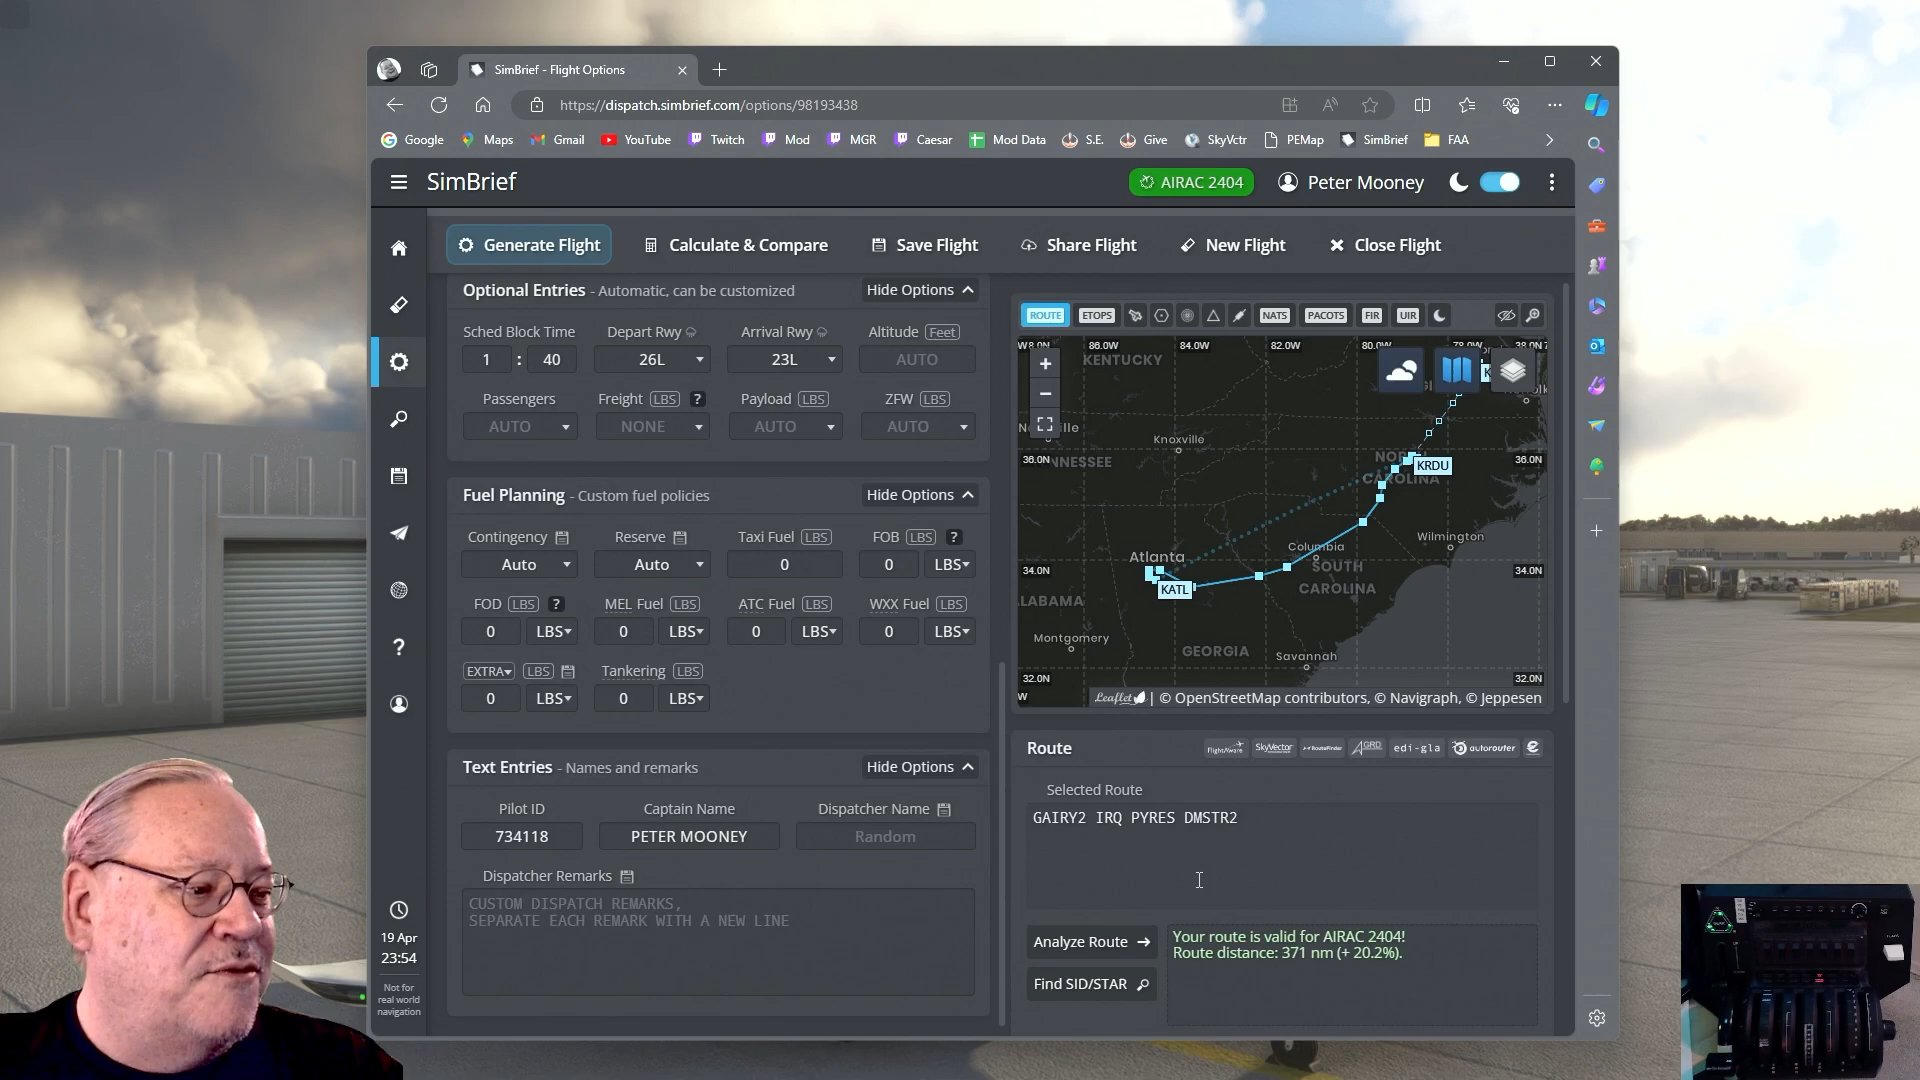 SimBrief - Flight Options
https://dispatch.simbrief.com/options/98193438
Google Maps Gmail YouTube Twitch Mod MGR Caesar Mod Data S.E. Give SkyVctr PEMap SimBrief FAA
SimBrief AIRAC 2404 Peter Mooney
Generate Flight Calculate & Compare Save Flight Share Flight New Flight Close Flight
Optional Entries - Automatic, can be customized Hide Options
Sched Block Time Depart Rwy Arrival Rwy Altitude Feet
1 : 40 26L 23L AUTO
Passengers Freight LBS ? Payload LBS ZFW LBS
AUTO NONE AUTO AUTO
Fuel Planning - Custom fuel policies Hide Options
Contingency Reserve Taxi Fuel LBS FOB LBS ?
Auto Auto 0 0 LBS
FOD LBS ? MEL Fuel LBS ATC Fuel LBS WXX Fuel LBS
0 LBS 0 LBS 0 LBS 0 LBS
EXTRA LBS Tankering LBS
0 LBS 0 LBS
Text Entries - Names and remarks Hide Options
Pilot ID Captain Name Dispatcher Name
734118 PETER MOONEY Random
Dispatcher Remarks
CUSTOM DISPATCH REMARKS,
SEPARATE EACH REMARK WITH A NEW LINE
19 Apr
23:54
Not for
real world
navigation
ROUTE ETOPS NATS PACOTS FIR UIR
86.0W 84.0W 82.0W 80.0W 78.0W
KENTUCKY
Knoxville
36.0N 36.0N
KRDU
CAROLINA
Atlanta
Columbia
Wilmington
34.0N SOUTH 34.0N
KATL CAROLINA
Montgomery
GEORGIA
Savannah
32.0N 32.0N
Leaflet | © OpenStreetMap contributors, © Navigraph, © Jeppesen
Route FlightAware SkyVector RouteFinder GRD edi-gla autorouter
Selected Route
GAIRY2 IRQ PYRES DMSTR2
Analyze Route
Your route is valid for AIRAC 2404!
Route distance: 371 nm (+ 20.2%).
Find SID/STAR